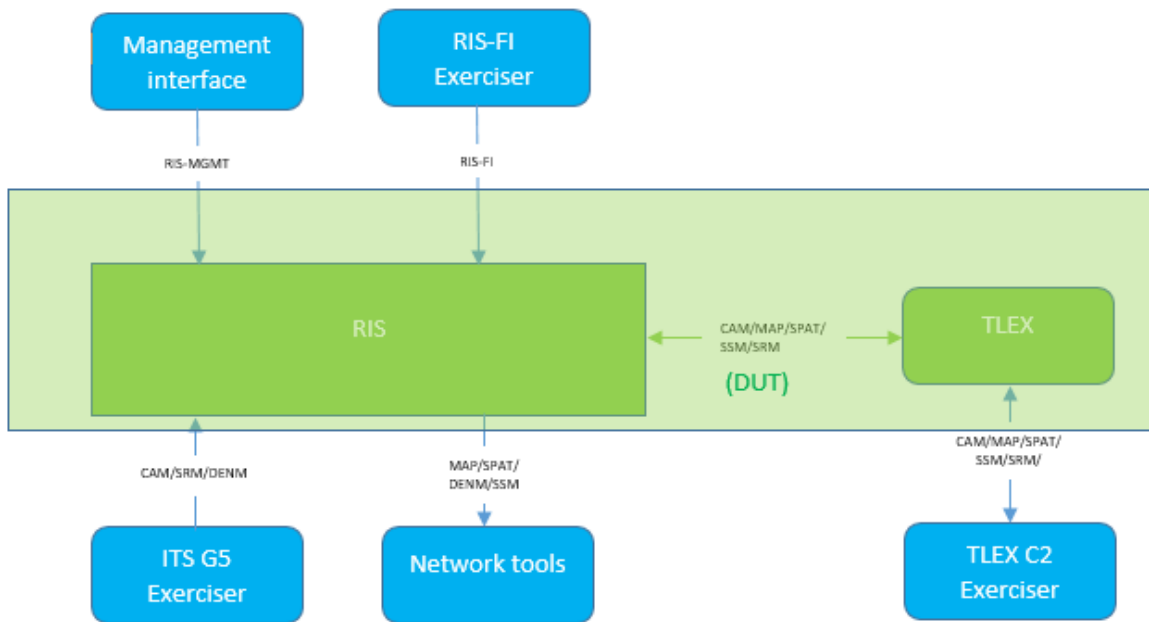 Management
interface
RIS-FI
Exerciser
RIS-MGMT
RIS-FI
RIS
CAM/MAP/SPAT/
SSM/SRM
(DUT)
TLEX
CAM/SRM/DENM
MAP/SPAT/
DENM/SSM
CAM/MAP/SPAT/
SSM/SRM/
ITS G5
Exerciser
Network tools
TLEX C2
Exerciser